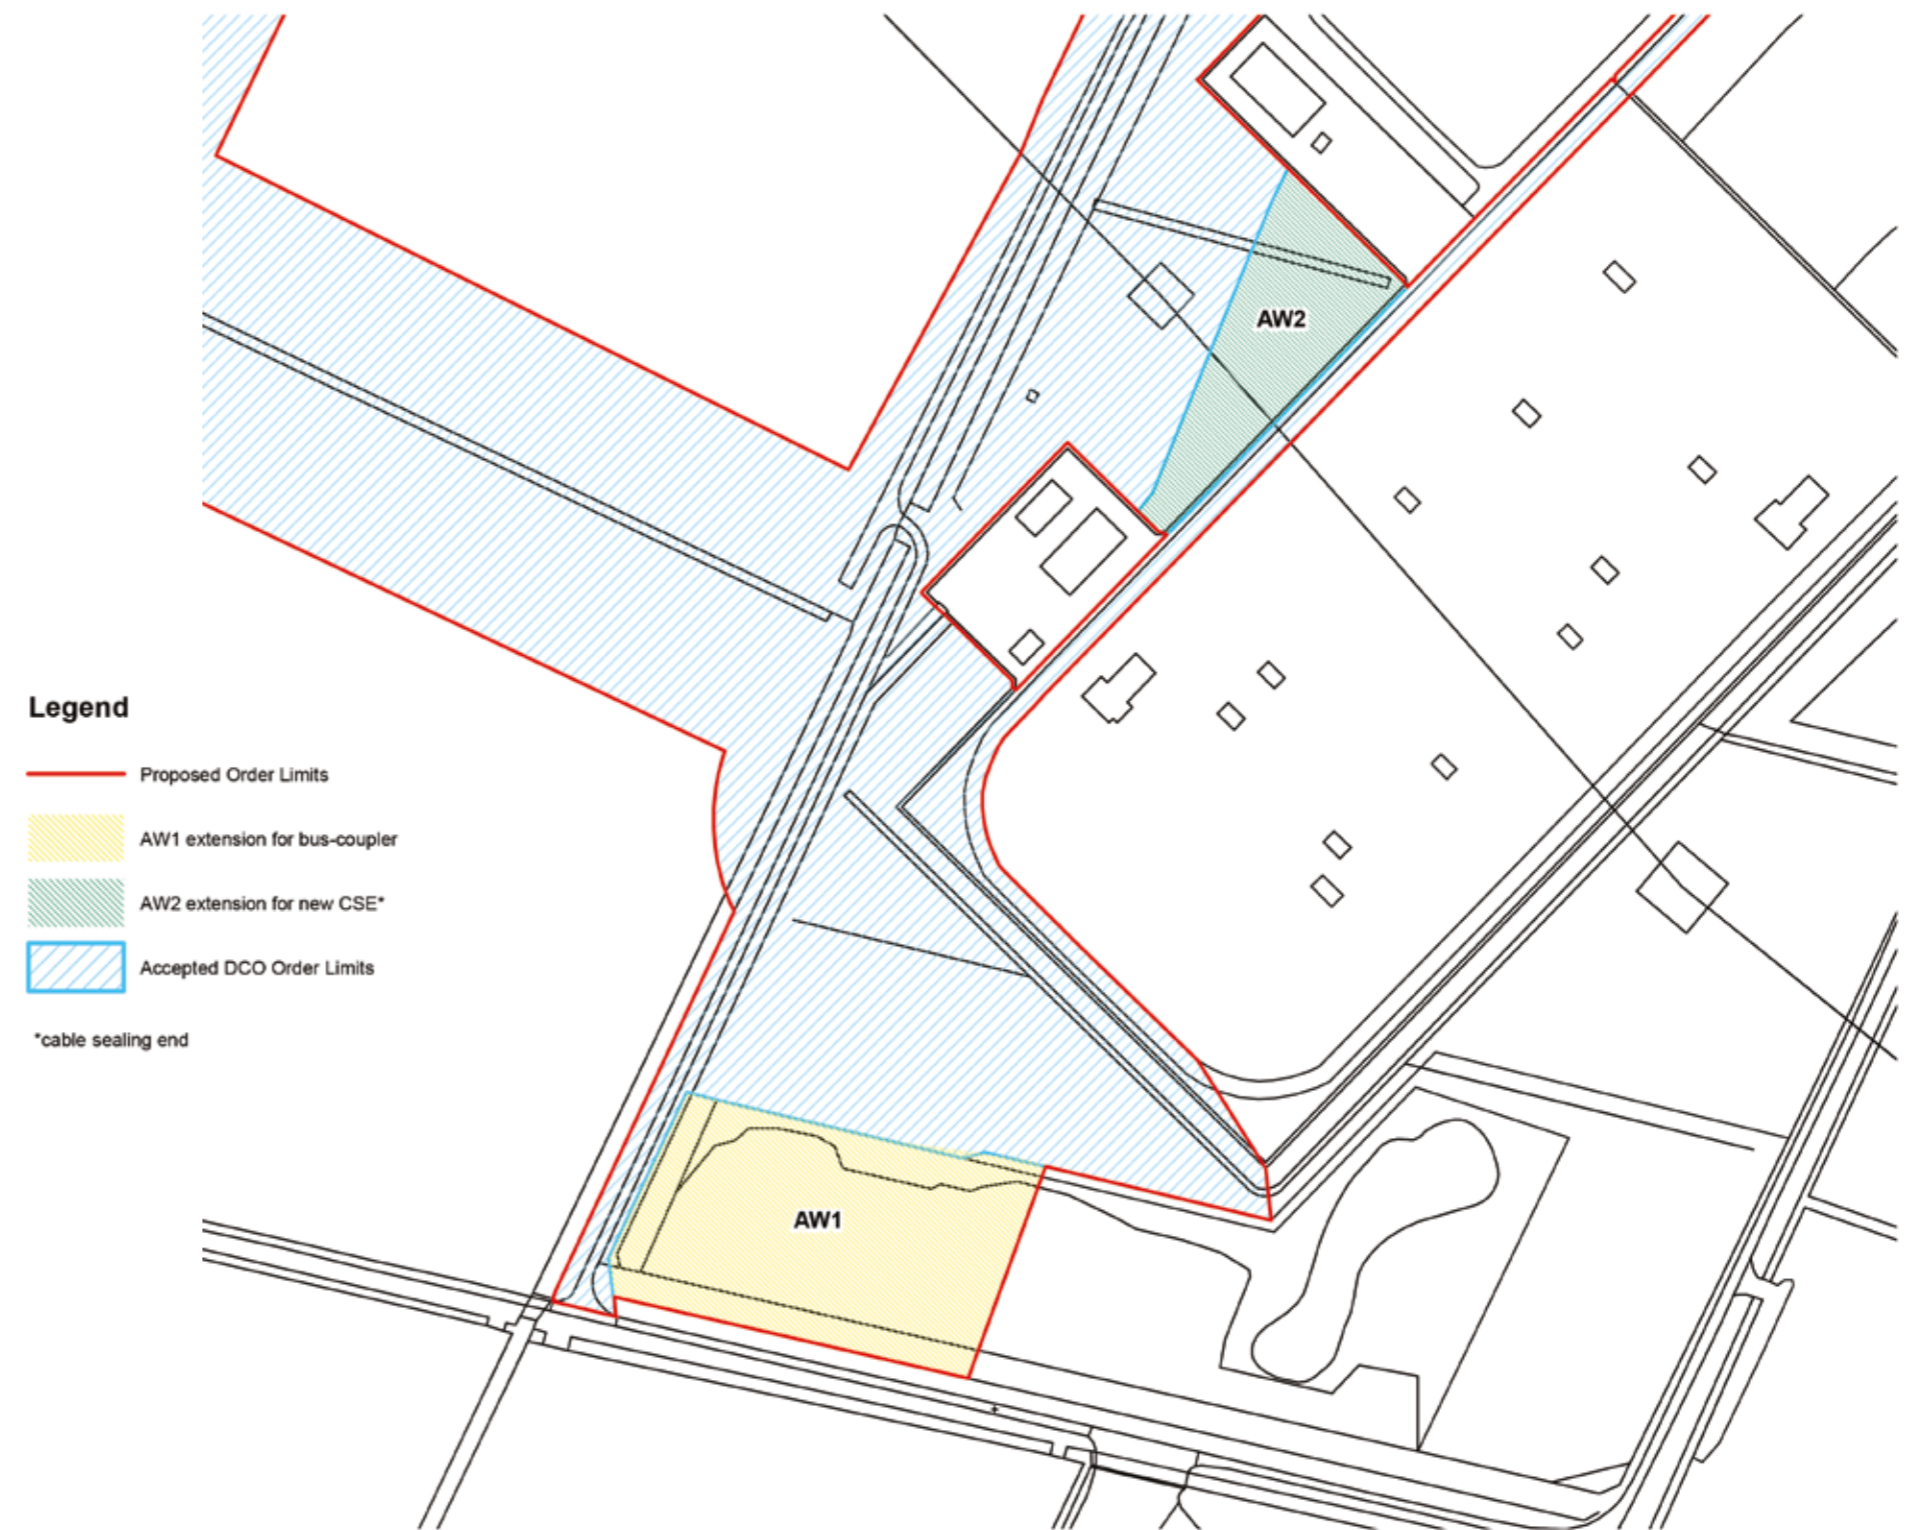 AW2
AW1
Legend
Proposed Order Limits
AW1 extension for bus-coupler
AW2 extension for new CSE*
Accepted DCO Order Limits
*cable sealing end